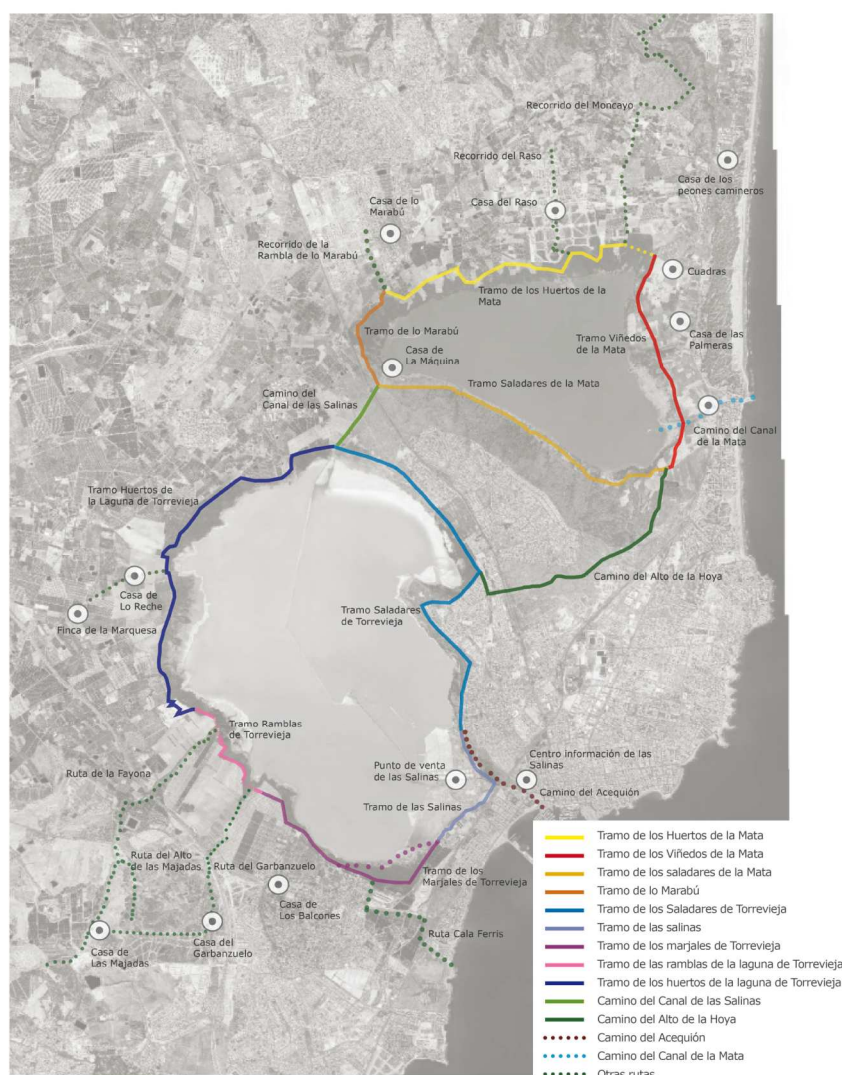 Recorrido del Moncayo
Recorrido del Raso
Casa de los
peones camineros
Casa de lo
Marabú
Casa del Raso
Recorrido de la
Rambla de lo Marabú
Cuadras
Tramo de los Huertos de la
Mata
Tramo de lo Marabú
Tramo Viñedos
de la Mata
Casa de las
Palmeras
Casa de
La Máquina
Tramo Saladares de la Mata
Camino del
Canal de las Salinas
Camino del Canal
de la Mata
Tramo Huertos de
la Laguna de Torrevieja
Camino del Alto de la Hoya
Casa de
Lo Reche
Tramo Saladares
de Torrevieja
Finca de la Marquesa
Tramo Ramblas
de Torrevieja
Ruta de la Fayona
Punto de venta
de las Salinas
Centro información de las
Salinas
Camino del Acequión
Tramo de las Salinas
Ruta del Alto
de las Majadas
Ruta del Garbanzuelo
Tramo de los
Marjales de Torrevieja
Casa de
Los Balcones
Casa de
Las Majadas
Casa del
Garbanzuelo
Ruta Cala Ferris
Tramo de los Huertos de la Mata
Tramo de los Viñedos de la Mata
Tramo de los saladares de la Mata
Tramo de lo Marabú
Tramo de los Saladares de Torrevieja
Tramo de las salinas
Tramo de los marjales de Torrevieja
Tramo de las ramblas de la laguna de Torrevieja
Tramo de los huertos de la laguna de Torrevieja
Camino del Canal de las Salinas
Camino del Alto de la Hoya
Camino del Acequión
Camino del Canal de la Mata
Otras rutas